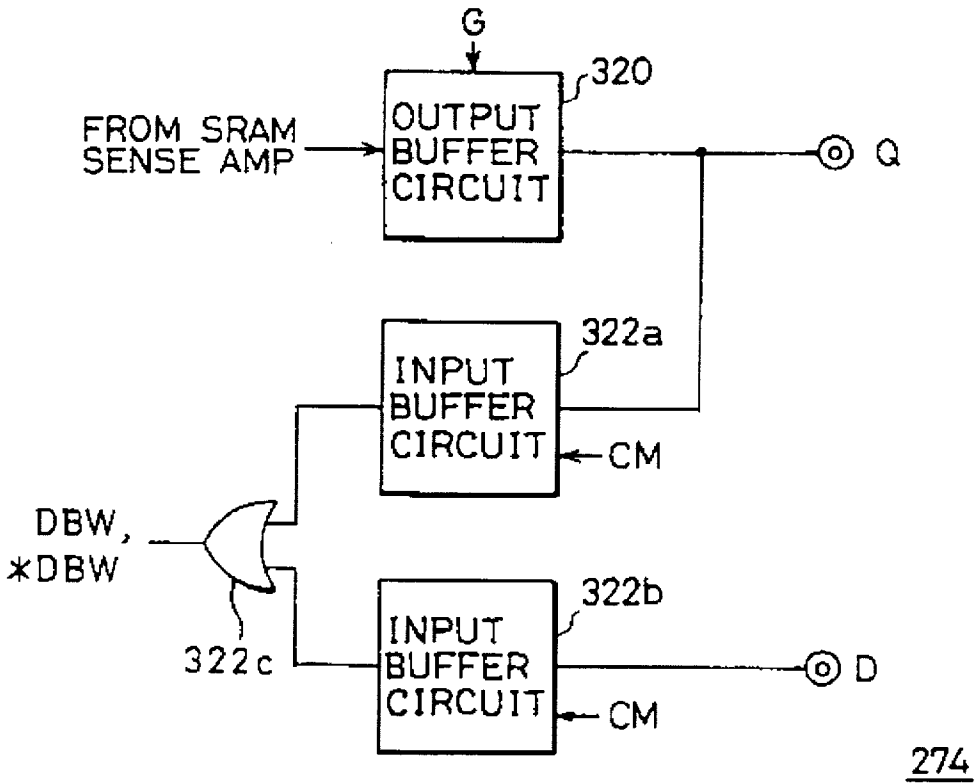 G
320
FROM SRAM
SENSE AMP
OUTPUT
BUFFER
CIRCUIT
Q
322a
INPUT
BUFFER
CIRCUIT
CM
DBW,
*DBW
322c
322b
INPUT
BUFFER
CIRCUIT
D
CM
274